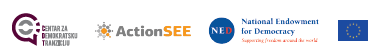 CENTAR ZA
DEMOKRATSKU
TRANZICIJU
ActionSEE
NED
National Endowment
for Democracy
Supporting freedom around the world